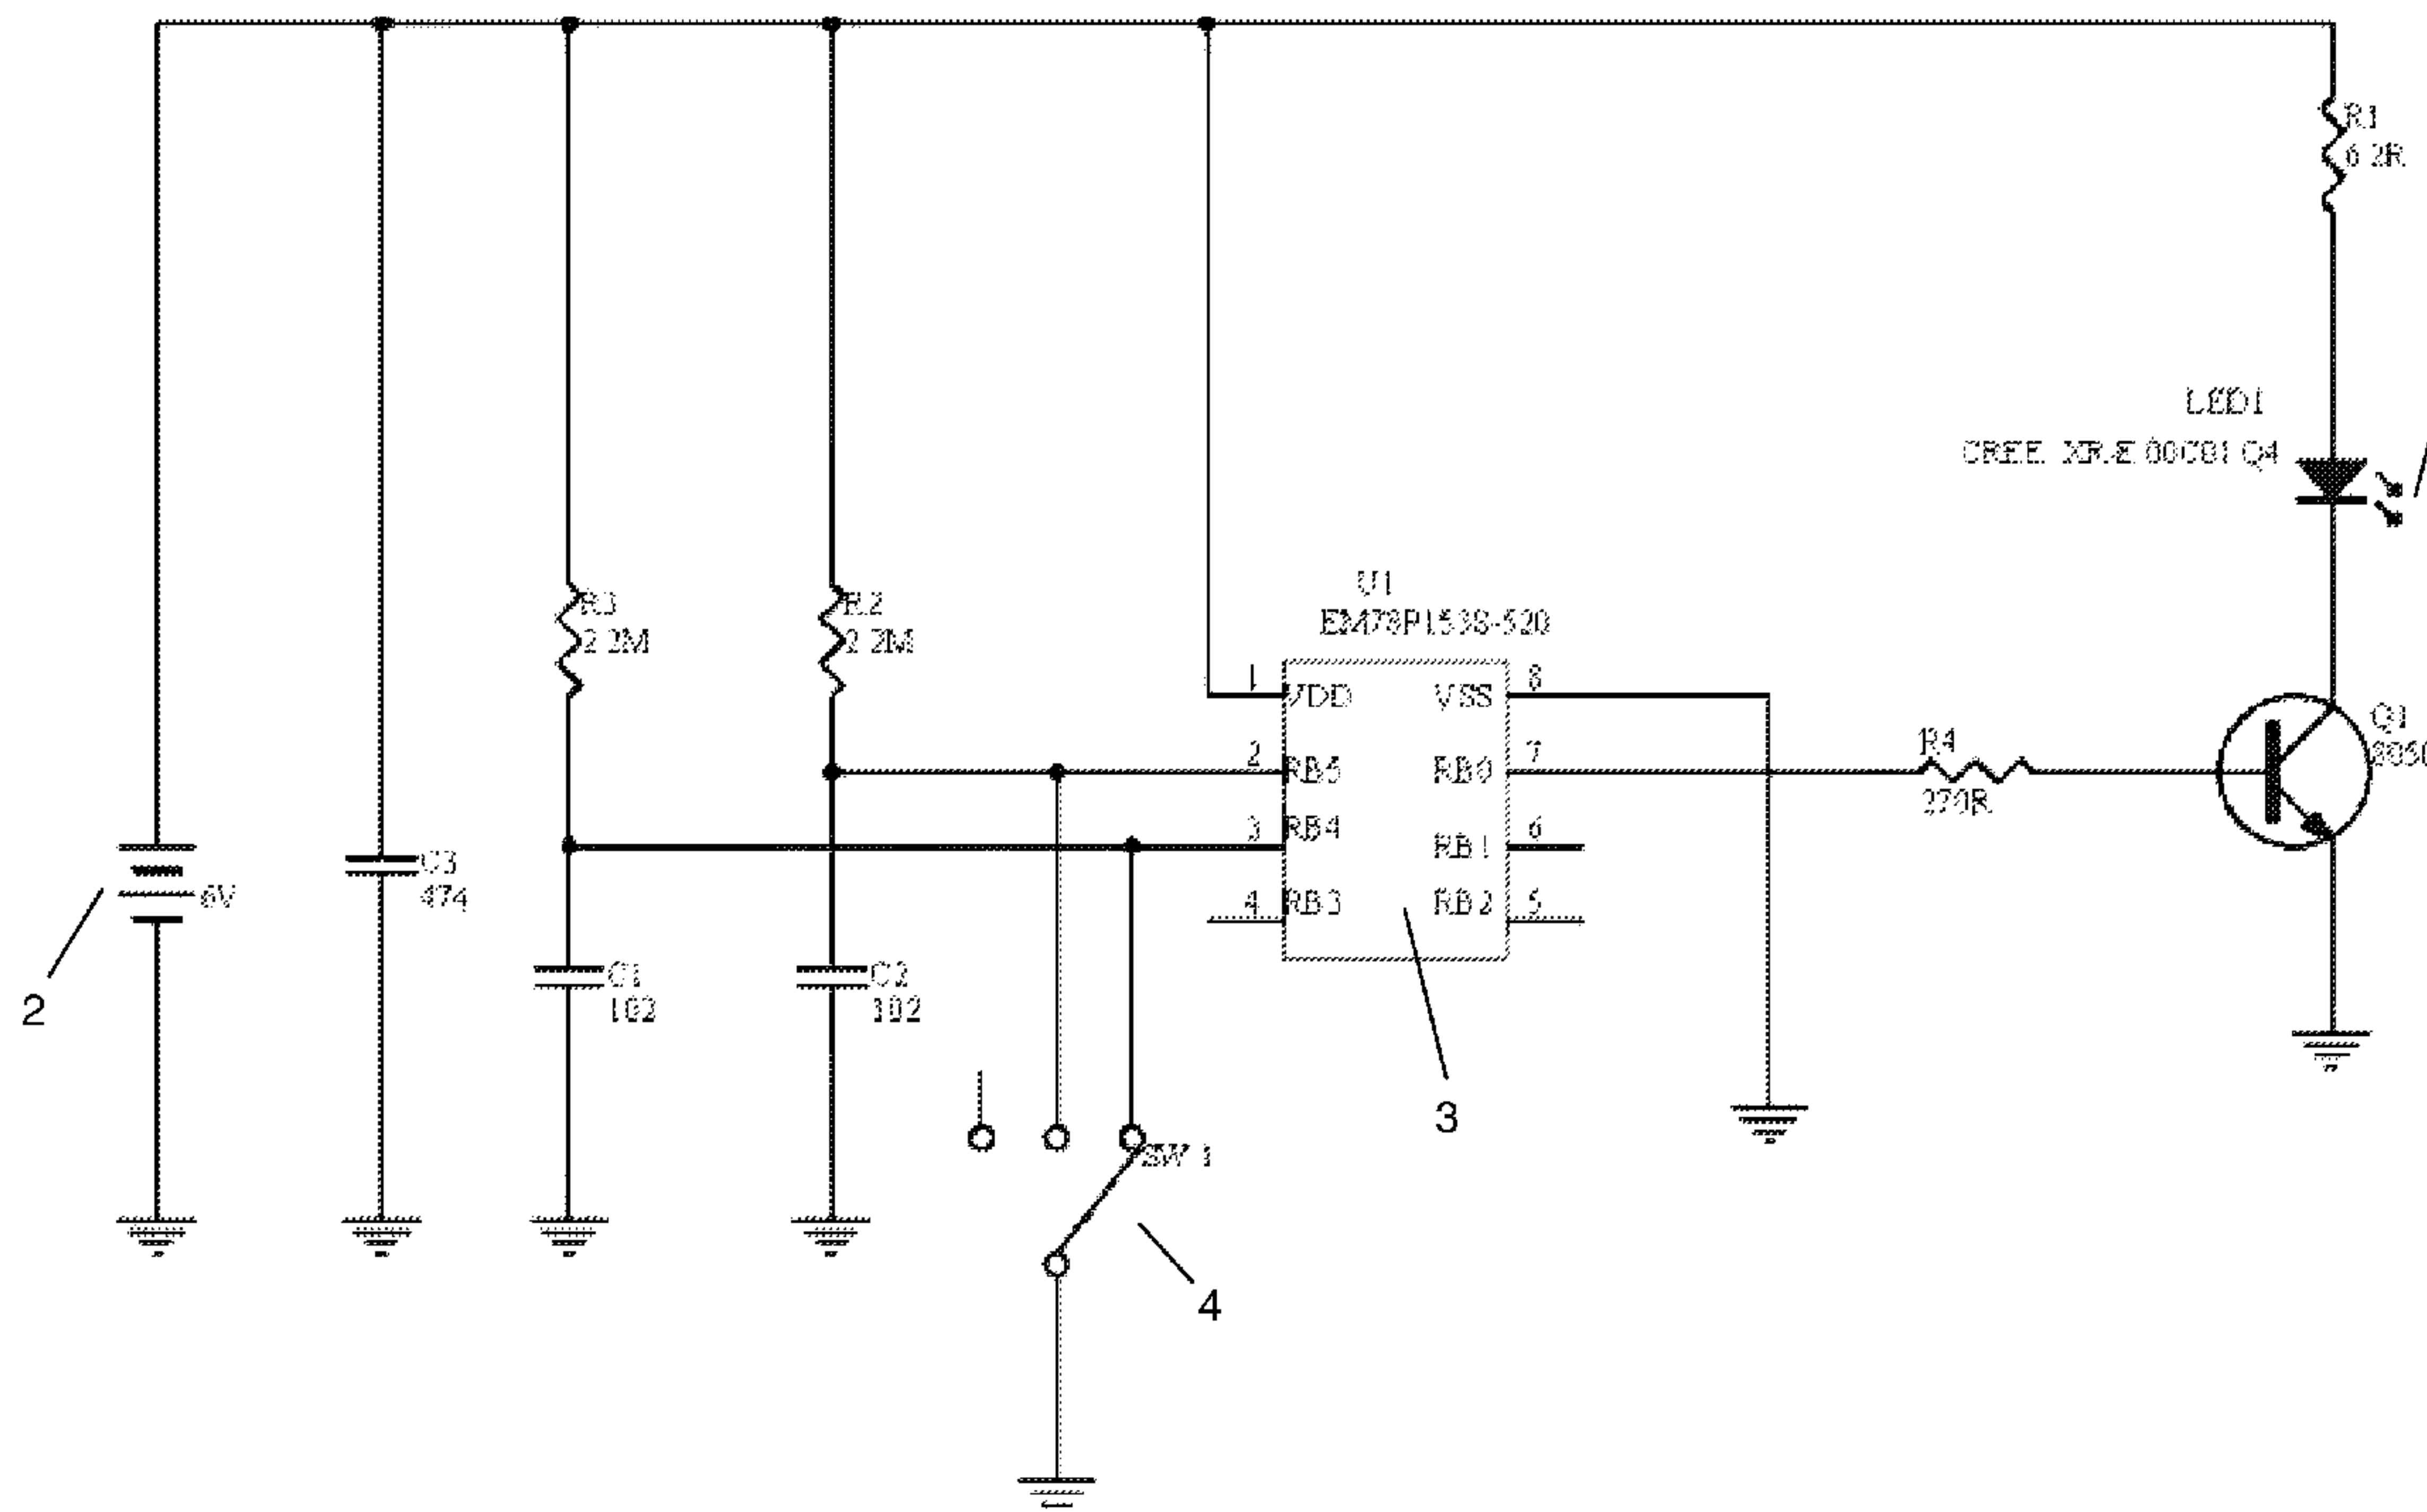 R1
6 2R
LED1
CREE XR-E 00C01 Q4
R3
2 2M
R2
2 2M
U1
EM78P153S-520
1
VDD
VSS
8
2
RB5
RB0
7
R4
270R
Q1
3
RB4
RB1
6
4
RB3
RB2
5
6V
C3
474
C1
102
C2
102
2
3
SW 1
4